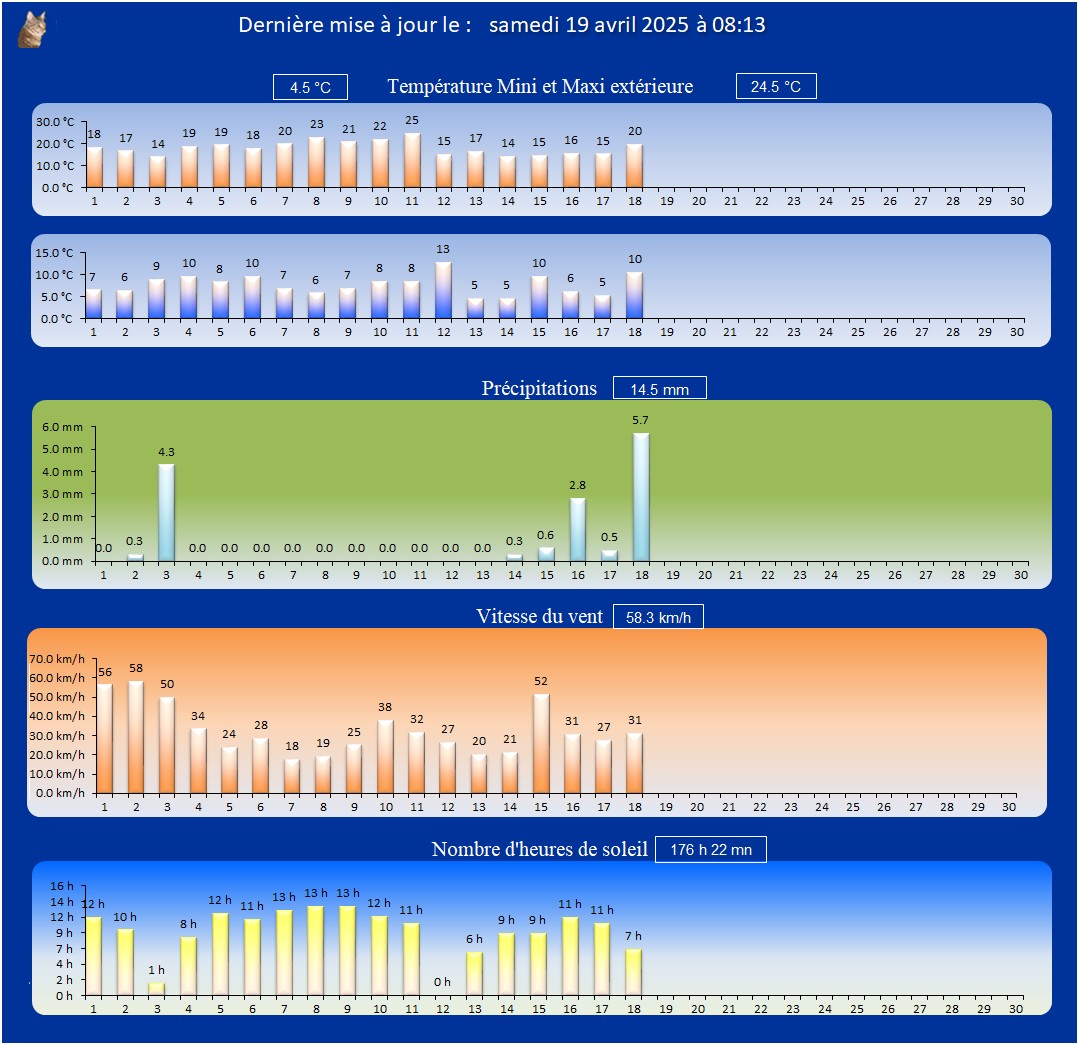 Dernière mise à jour le : samedi 19 avril 2025 à 08:13
4.5 °C Température Mini et Maxi extérieure 24.5 °C
30.0 °C
20.0 °C
10.0 °C
0.0 °C
18 17 14 19 19 18 20 23 21 22 25 15 17 14 15 16 15 20
1 2 3 4 5 6 7 8 9 10 11 12 13 14 15 16 17 18 19 20 21 22 23 24 25 26 27 28 29 30
15.0 °C
10.0 °C
5.0 °C
0.0 °C
7 6 9 10 8 10 7 6 7 8 8 13 5 5 10 6 5 10
1 2 3 4 5 6 7 8 9 10 11 12 13 14 15 16 17 18 19 20 21 22 23 24 25 26 27 28 29 30
Précipitations 14.5 mm
6.0 mm
5.0 mm
4.0 mm
3.0 mm
2.0 mm
1.0 mm
0.0 mm
0.0 0.3 4.3 0.0 0.0 0.0 0.0 0.0 0.0 0.0 0.0 0.0 0.0 0.3 0.6 2.8 0.5 5.7
1 2 3 4 5 6 7 8 9 10 11 12 13 14 15 16 17 18 19 20 21 22 23 24 25 26 27 28 29 30
Vitesse du vent 58.3 km/h
70.0 km/h
60.0 km/h
50.0 km/h
40.0 km/h
30.0 km/h
20.0 km/h
10.0 km/h
0.0 km/h
56 58 50 34 24 28 18 19 25 38 32 27 20 21 52 31 27 31
1 2 3 4 5 6 7 8 9 10 11 12 13 14 15 16 17 18 19 20 21 22 23 24 25 26 27 28 29 30
Nombre d'heures de soleil 176 h 22 mn
16 h
14 h
12 h
9 h
7 h
4 h
2 h
0 h
12 h 10 h 1 h 8 h 12 h 11 h 13 h 13 h 13 h 12 h 11 h 0 h 6 h 9 h 9 h 11 h 11 h 7 h
1 2 3 4 5 6 7 8 9 10 11 12 13 14 15 16 17 18 19 20 21 22 23 24 25 26 27 28 29 30